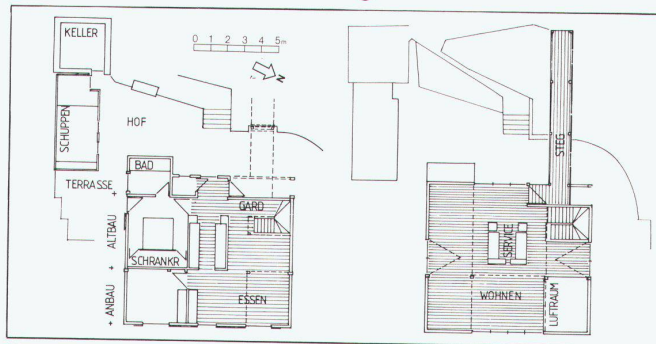 KELLER
0 1 2 3 4 5m
N
SCHUPPEN
HOF
BAD
TERRASSE
GARD
ALTBAU
SCHRANKR
ANBAU
ESSEN
STEG
SERVICE
WOHNEN
LUFTRAUM